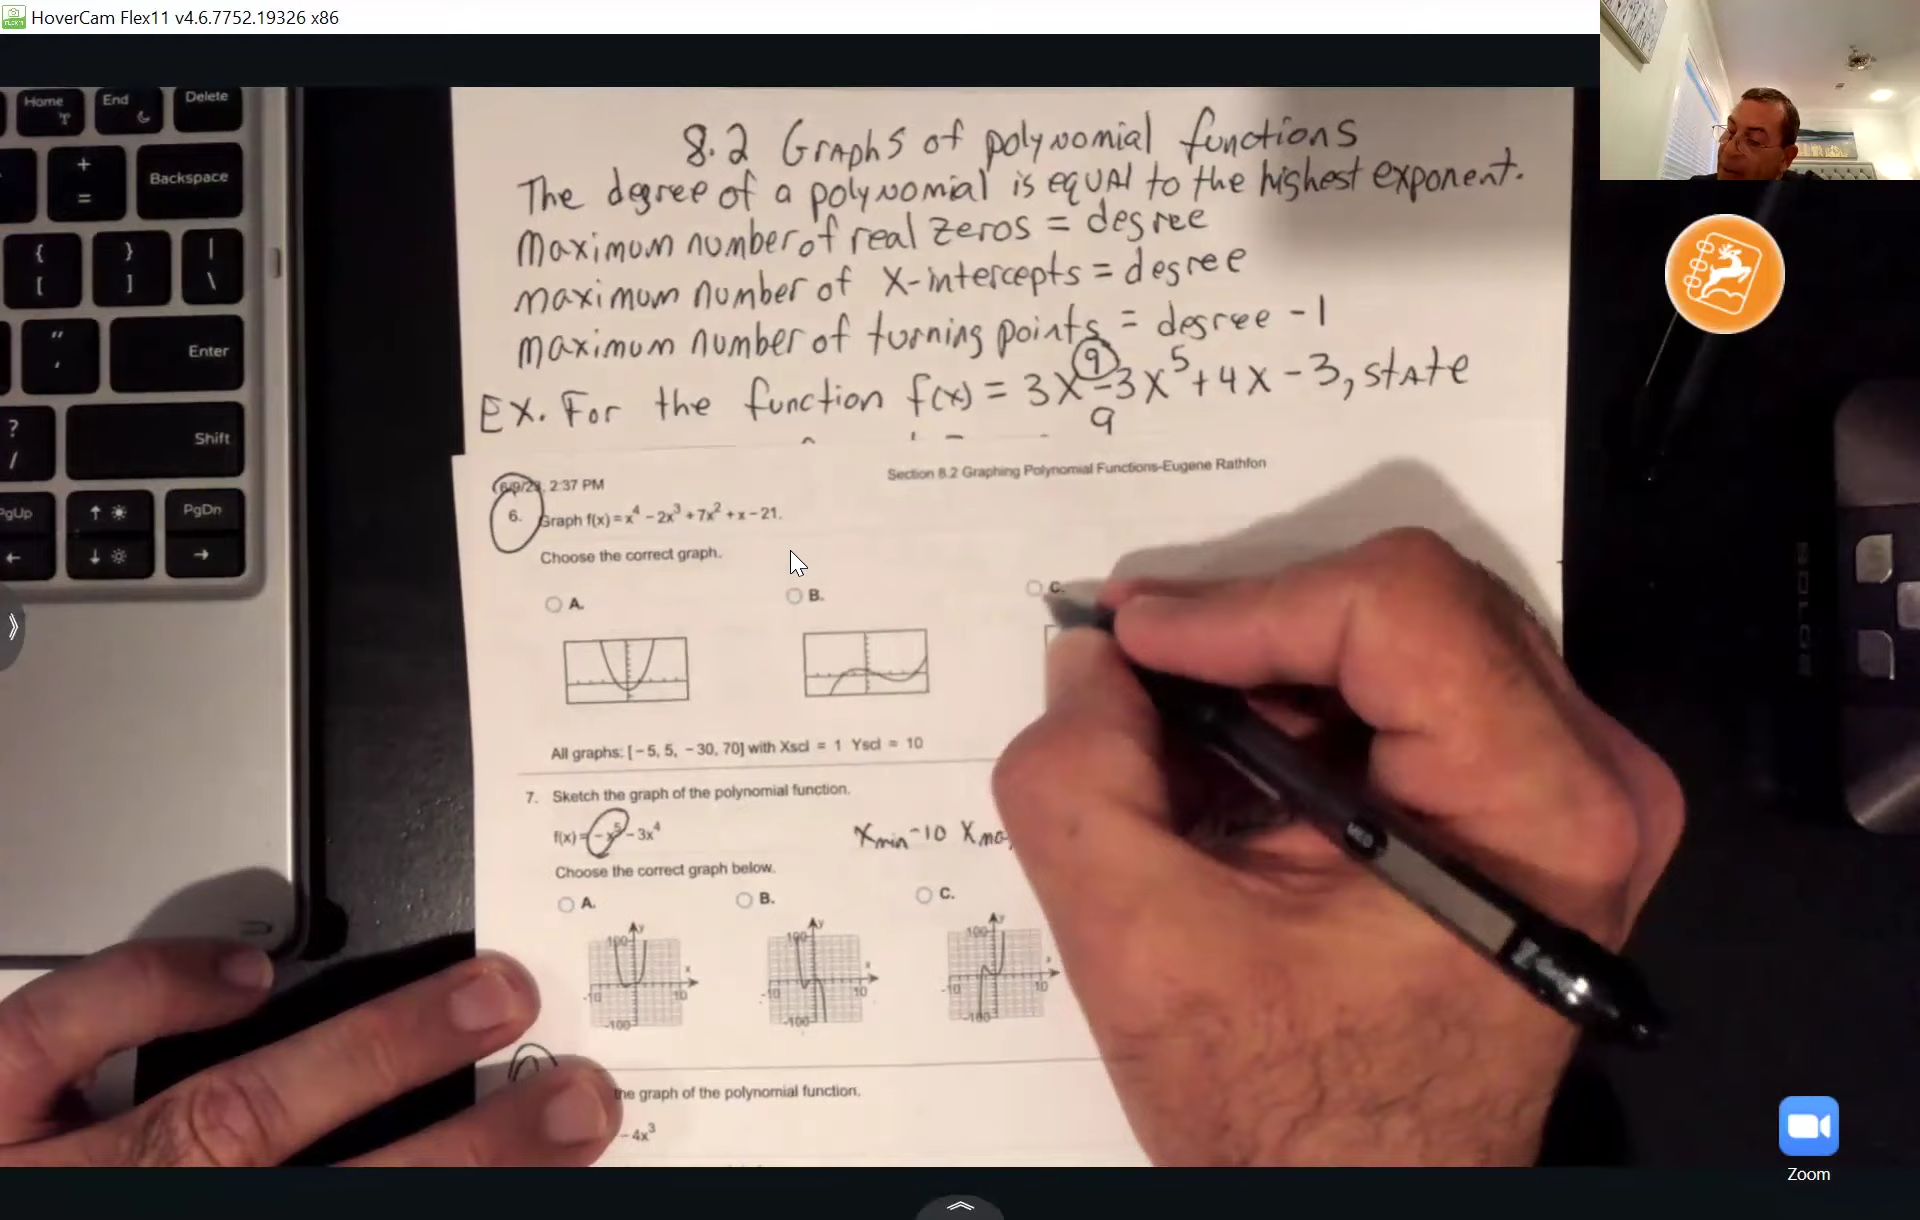 HoverCam Flex11 v4.6.7752.19326 x86
Home
End
Delete
+
=
Backspace
{
[
}
]
|
\
"
'
Enter
?
/
Shift
PgUp
PgDn
8.2 Graphs of polynomial functions
The degree of a polynomial is equal to the highest exponent.
Maximum number of real zeros = degree
maximum number of x-intercepts = degree
maximum number of turning points = degree -1
Ex. For the function f(x) = 3x⁹-3x⁵+4x-3, state
9
6/9/23, 2:37 PM
Section 8.2 Graphing Polynomial Functions-Eugene Rathfon
6. Graph f(x) = x⁴ - 2x³ + 7x² + x - 21.
Choose the correct graph.
A. B. C.
All graphs: [-5, 5, -30, 70] with Xscl = 1 Yscl = 10
7. Sketch the graph of the polynomial function.
f(x) = -x⁵ - 3x⁴
Xmin-10
Choose the correct graph below.
A. B. C.
100 y 100 y 100 y
x x x
-10 10 -10 10 -10 10
-100 -100 -100
the graph of the polynomial function.
- 4x³
Zoom